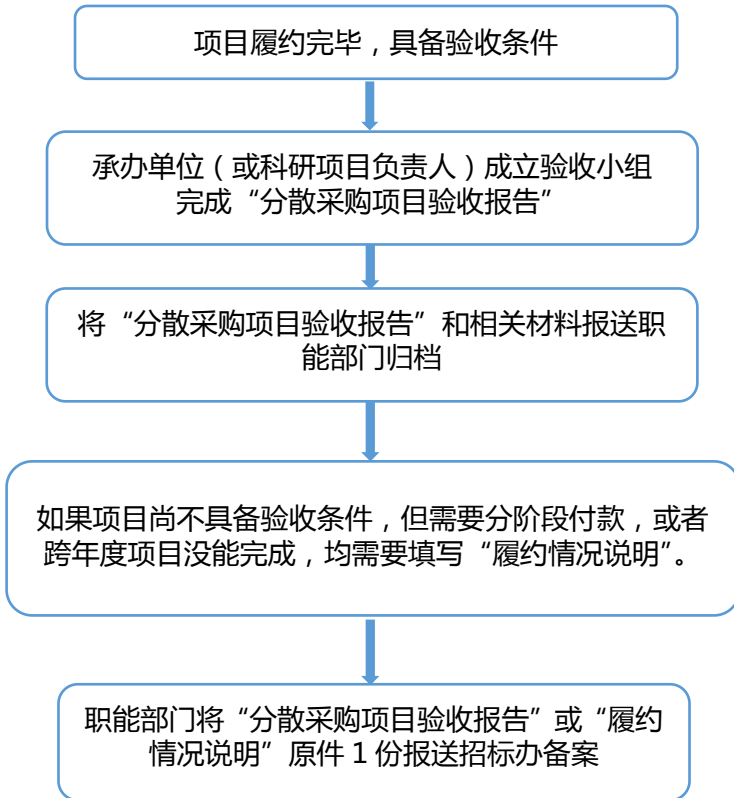 项目履约完毕，具备验收条件
承办单位（或科研项目负责人）成立验收小组
完成“分散采购项目验收报告”
将“分散采购项目验收报告”和相关材料报送职
能部门归档
如果项目尚不具备验收条件，但需要分阶段付款，或者
跨年度项目没能完成，均需要填写“履约情况说明”。
职能部门将“分散采购项目验收报告”或“履约
情况说明”原件 1 份报送招标办备案